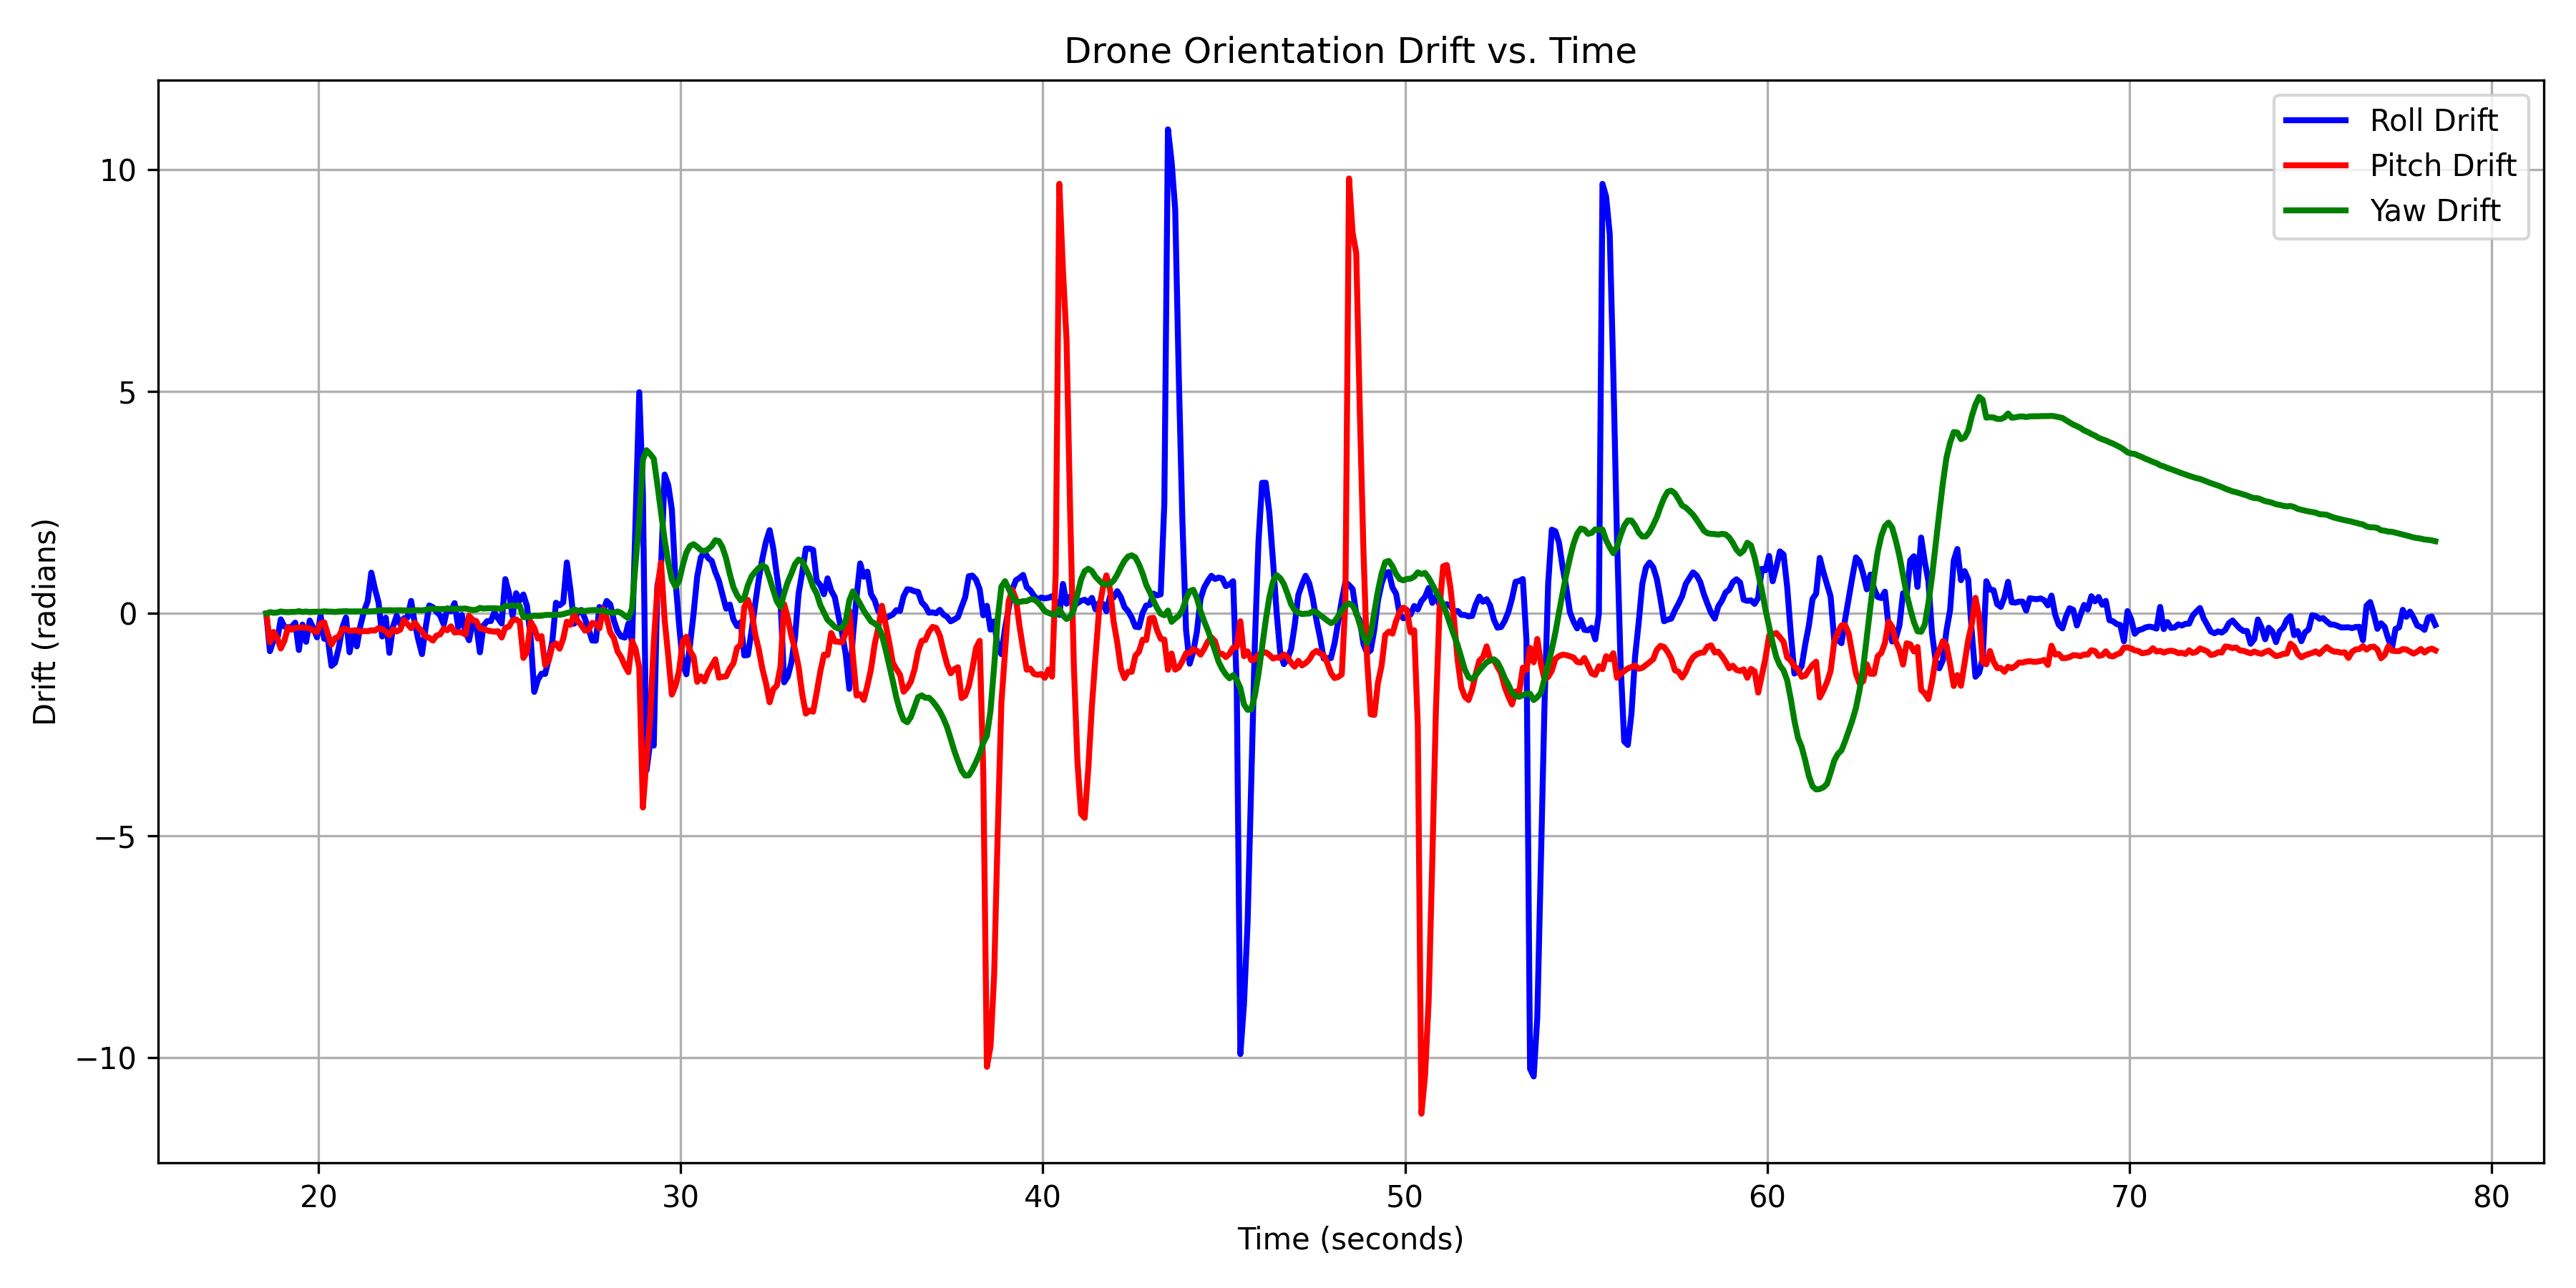 Drone Orientation Drift vs. Time
Roll Drift
Pitch Drift
Yaw Drift
Drift (radians)
10
5
0
−5
−10
20 30 40 50 60 70 80
Time (seconds)